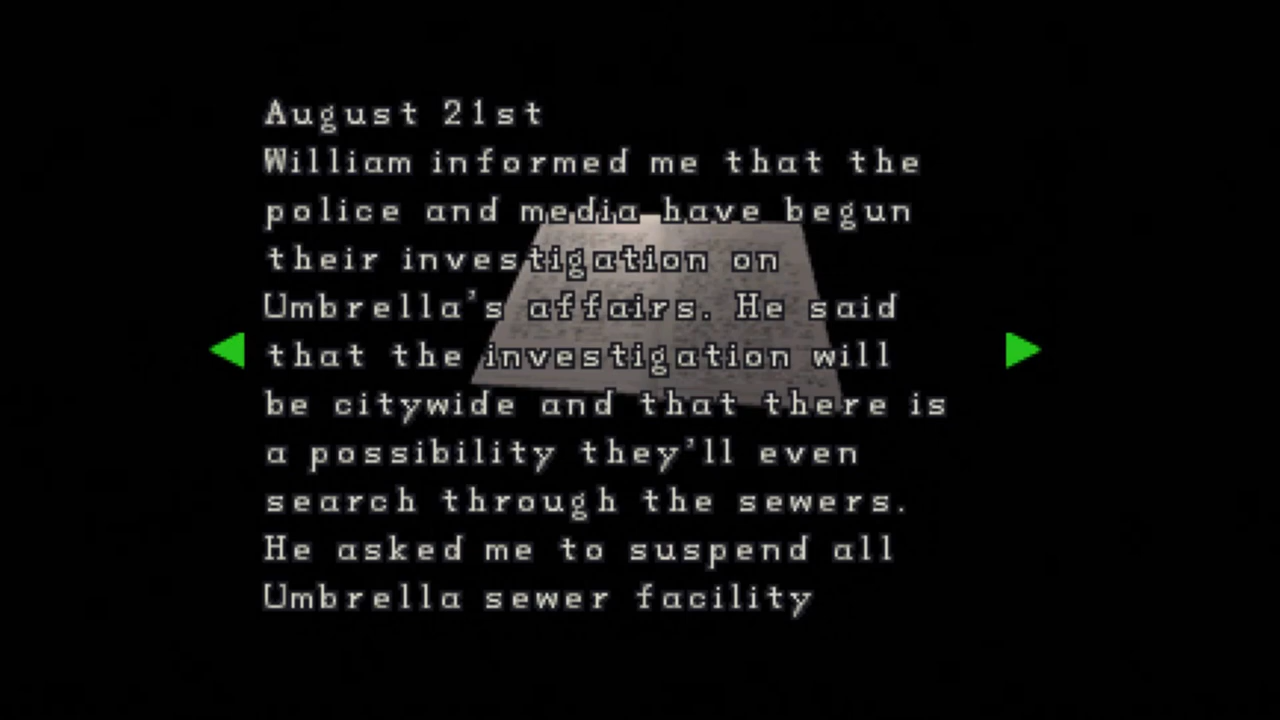 August 21st
William informed me that the
police and media have begun
their investigation on
Umbrella's affairs. He said
that the investigation will
be citywide and that there is
a possibility they'll even
search through the sewers.
He asked me to suspend all
Umbrella sewer facility